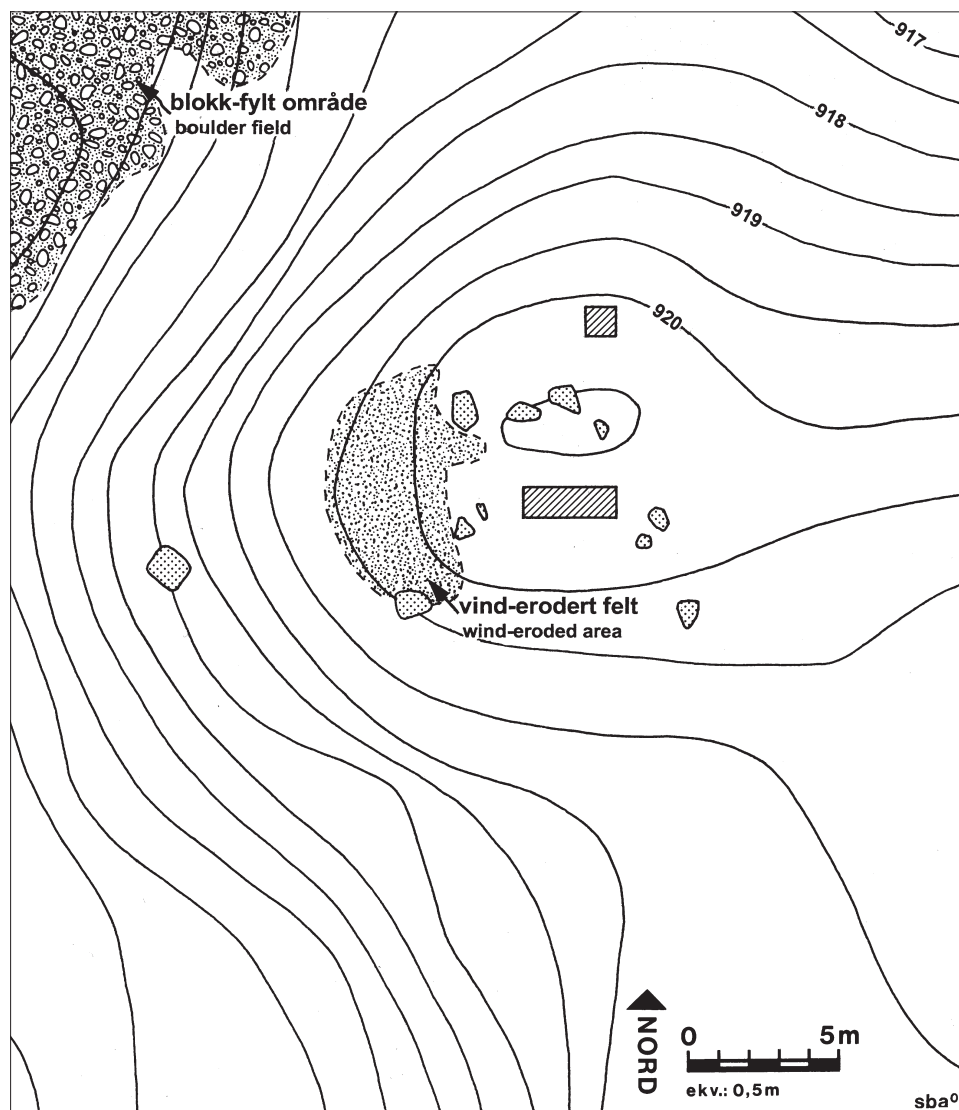 917
blokk-fylt område
boulder field
918
919
920
vind-erodert felt
wind-eroded area
NORD
0 5m
ekv.: 0,5m
sbaº